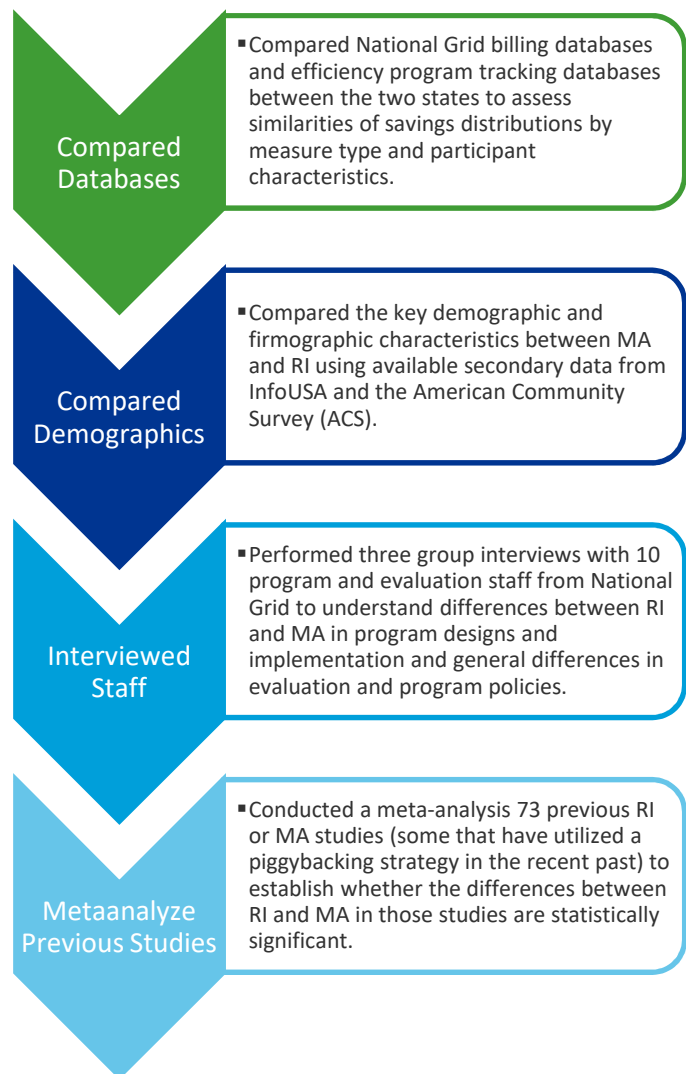 Compared
Databases
▪Compared National Grid billing databases
and efficiency program tracking databases
between the two states to assess
similarities of savings distributions by
measure type and participant
characteristics.
Compared
Demographics
▪Compared the key demographic and
firmographic characteristics between MA
and RI using available secondary data from
InfoUSA and the American Community
Survey (ACS).
Interviewed
Staff
▪Performed three group interviews with 10
program and evaluation staff from National
Grid to understand differences between RI
and MA in program designs and
implementation and general differences in
evaluation and program policies.
Metaanalyze
Previous Studies
▪Conducted a meta-analysis 73 previous RI
or MA studies (some that have utilized a
piggybacking strategy in the recent past) to
establish whether the differences between
RI and MA in those studies are statistically
significant.